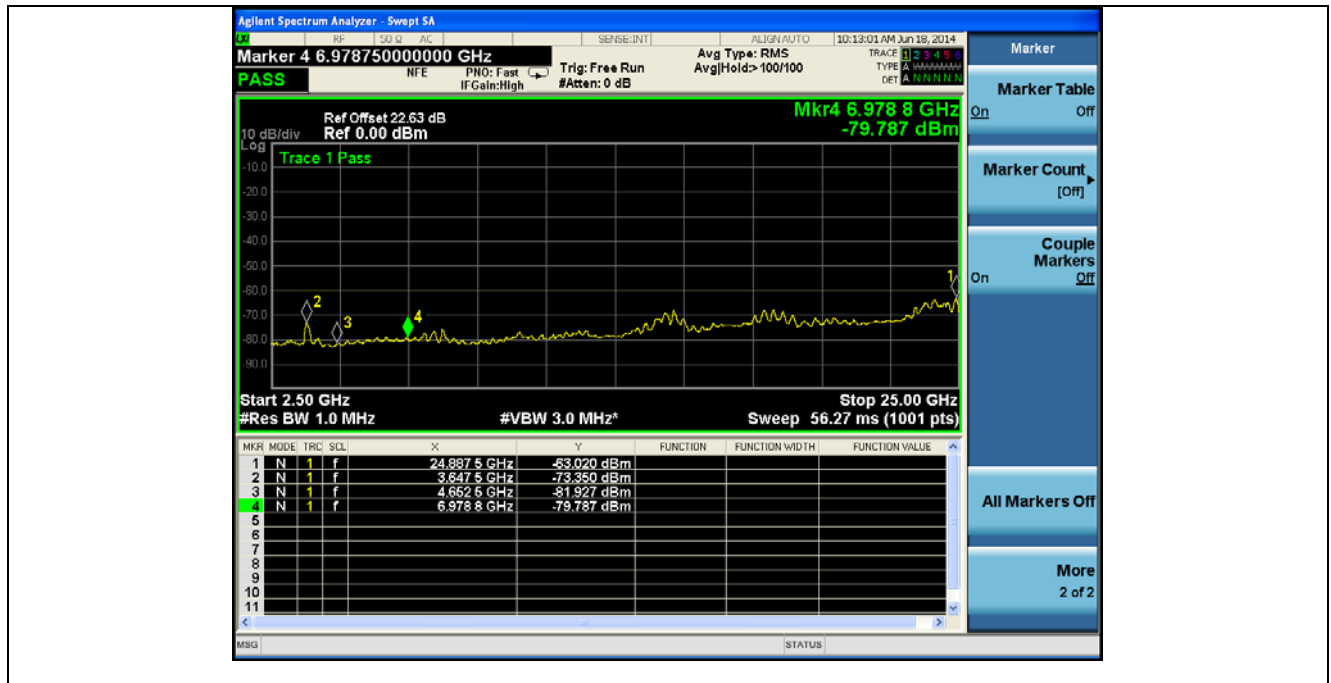 Agilent Spectrum Analyzer - Swept SA
RF 50 Ω AC SENSE:INT ALIGN AUTO 10:13:01 AM Jun 18, 2014
Marker 4 6.978750000000 GHz
PASS
NFE
PNO: Fast
IFGain:High
Trig: Free Run
#Atten: 0 dB
Avg Type: RMS
Avg|Hold:>100/100
TRACE 1 2 3 4 5 6
TYPE A
DET A N N N N N
Ref Offset 22.63 dB
10 dB/div Ref 0.00 dBm
Log
Mkr4 6.978 8 GHz
-79.787 dBm
Trace 1 Pass
-10.0
-20.0
-30.0
-40.0
-50.0
-60.0
-70.0
-80.0
-90.0
2
3
4
1
Start 2.50 GHz Stop 25.00 GHz
#Res BW 1.0 MHz #VBW 3.0 MHz* Sweep 56.27 ms (1001 pts)
MKR MODE TRC SCL X Y FUNCTION FUNCTION WIDTH FUNCTION VALUE
1 N 1 f 24.887 5 GHz -63.020 dBm
2 N 1 f 3.647 5 GHz -73.350 dBm
3 N 1 f 4.652 5 GHz -81.927 dBm
4 N 1 f 6.978 8 GHz -79.787 dBm
5
6
7
8
9
10
11
MSG STATUS
Marker
Marker Table
On Off
Marker Count
[Off]
Couple
Markers
On Off
All Markers Off
More
2 of 2